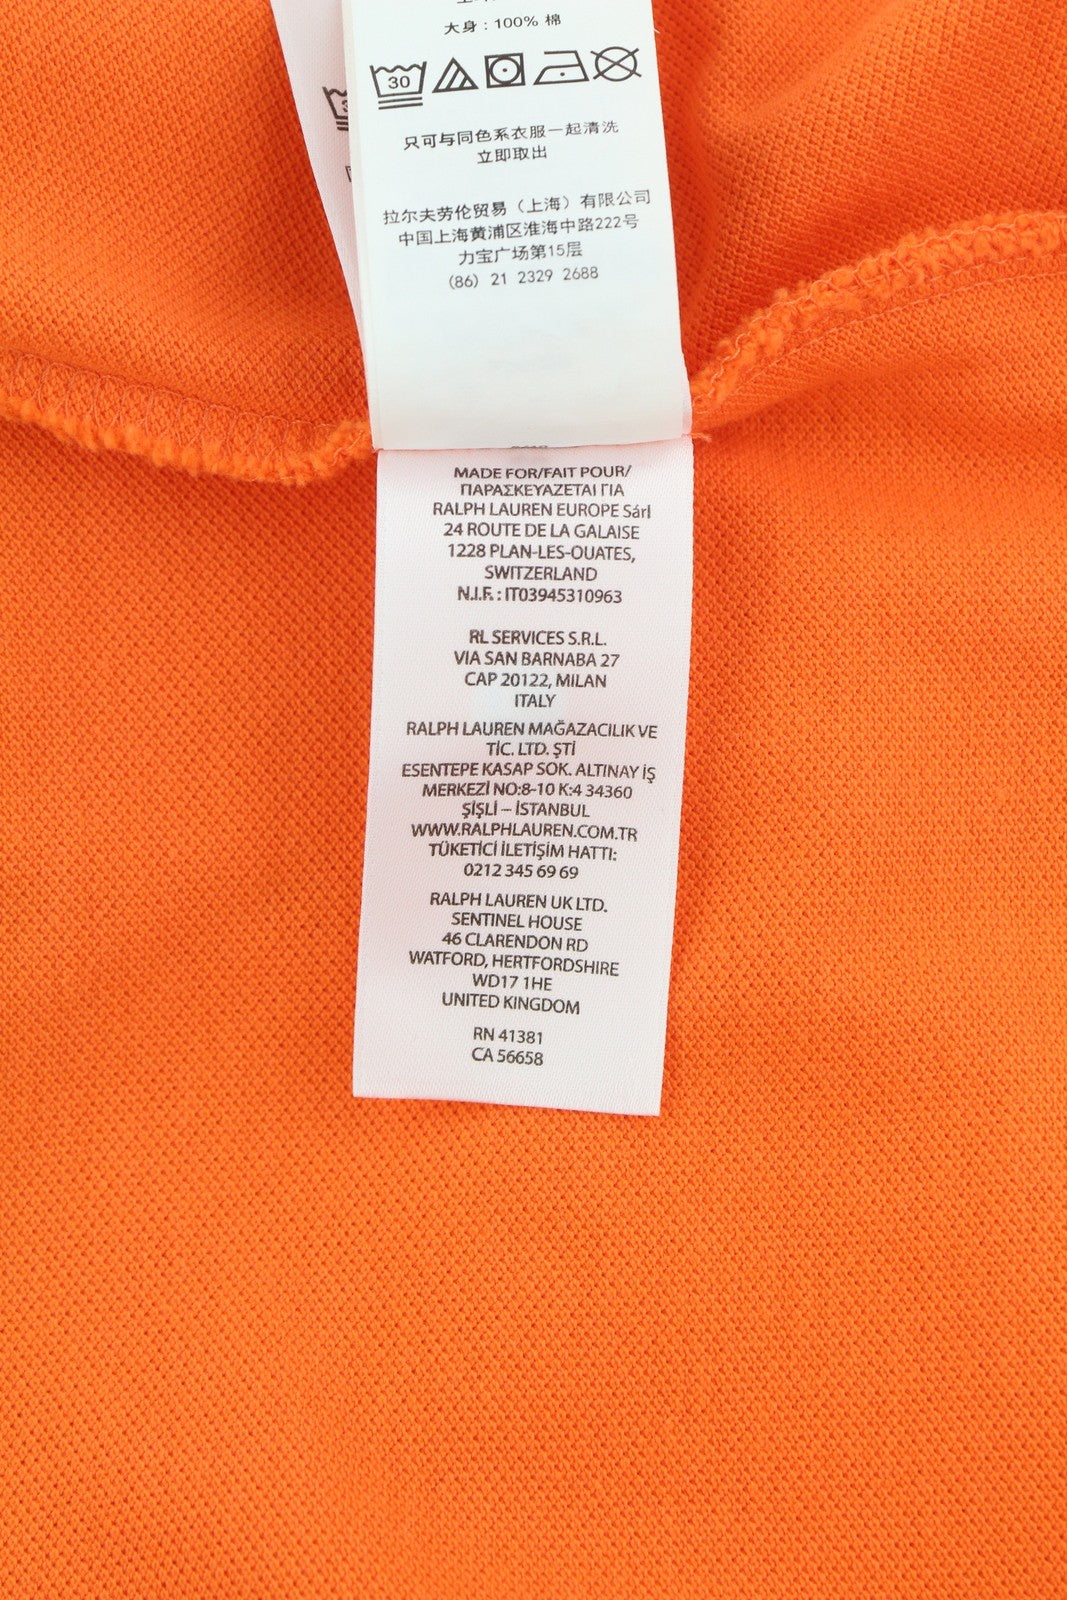 大身 : 100% 棉
30
只可与同色系衣服一起清洗
立即取出
拉尔夫劳伦贸易（上海）有限公司
中国上海黄浦区淮海中路222号
力宝广场第15层
(86) 21 2329 2688
MADE FOR/FAIT POUR/
ΠΑΡΑΣΚΕΥΑΖΕΤΑΙ ΓΙΑ
RALPH LAUREN EUROPE Sárl
24 ROUTE DE LA GALAISE
1228 PLAN-LES-OUATES,
SWITZERLAND
N.I.F. : IT03945310963
RL SERVICES S.R.L.
VIA SAN BARNABA 27
CAP 20122, MILAN
ITALY
RALPH LAUREN MAĞAZACILIK VE
TİC. LTD. ŞTİ
ESENTEPE KASAP SOK. ALTINAY İŞ
MERKEZİ NO:8-10 K:4 34360
ŞİŞLİ – İSTANBUL
WWW.RALPHLAUREN.COM.TR
TÜKETİCİ İLETİŞİM HATTI:
0212 345 69 69
RALPH LAUREN UK LTD.
SENTINEL HOUSE
46 CLARENDON RD
WATFORD, HERTFORDSHIRE
WD17 1HE
UNITED KINGDOM
RN 41381
CA 56658